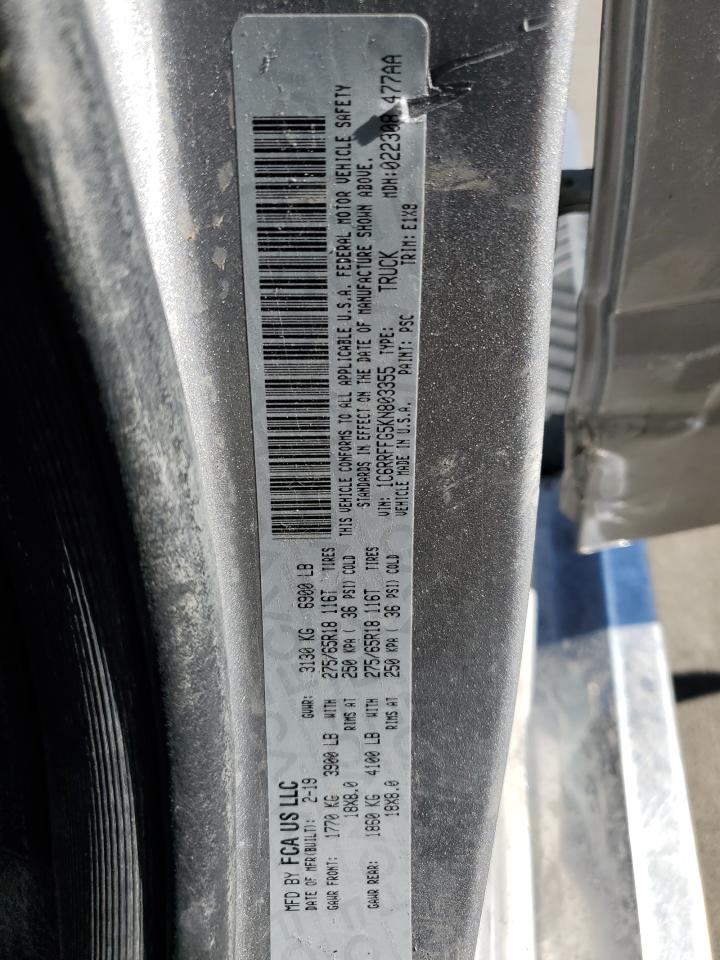 MFD BY FCA US LLC
DATE OF MFR(BUILT): 2-19 GVWR: 3130 KG 6900 LB
GAWR FRONT: 1770 KG 3900 LB WITH 275/65R18 116T TIRES
18X8.0 RIMS AT 250 KPA ( 36 PSI) COLD
GAWR REAR: 1860 KG 4100 LB WITH 275/65R18 116T TIRES
18X8.0 RIMS AT 250 KPA ( 36 PSI) COLD
THIS VEHICLE CONFORMS TO ALL APPLICABLE U.S.A. FEDERAL MOTOR VEHICLE SAFETY
STANDARDS IN EFFECT ON THE DATE OF MANUFACTURE SHOWN ABOVE.
VIN: 1C6RRFFG5KN803355 TYPE: TRUCK MDH: 022308 477AA
VEHICLE MADE IN U.S.A. PAINT: PSC TRIM: E1X8